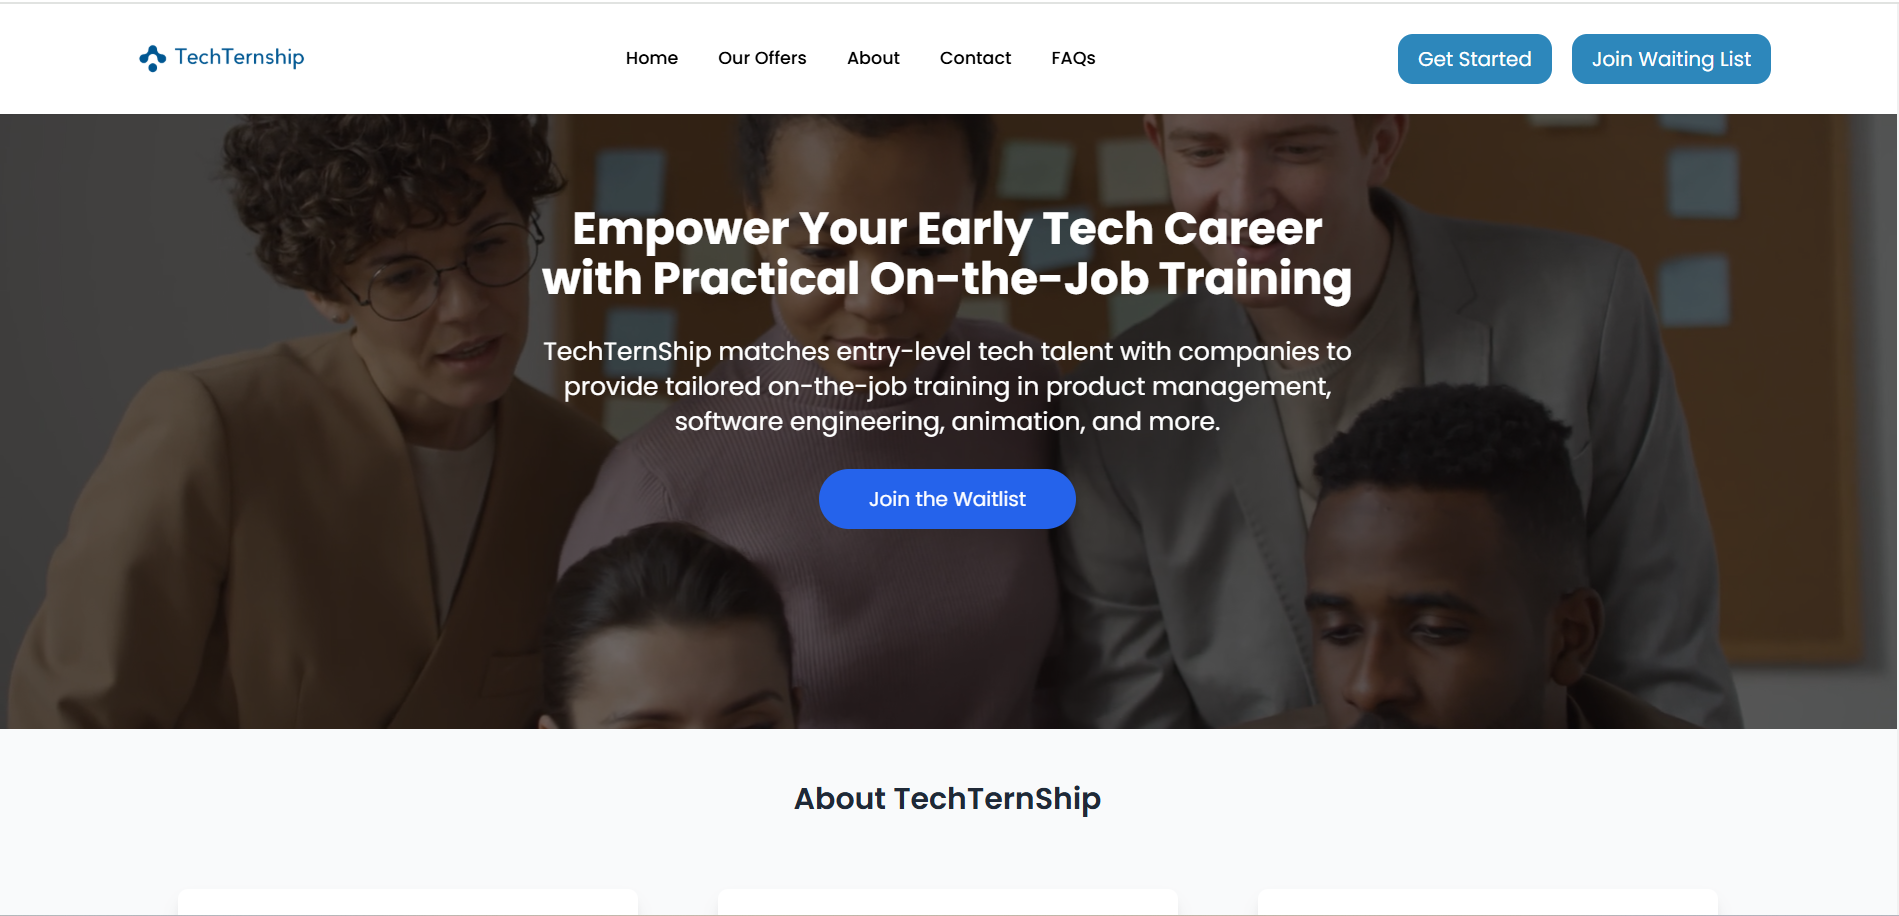 TechTernship
Home
Our Offers
About
Contact
FAQs
Get Started
Join Waiting List
Empower Your Early Tech Career
with Practical On-the-Job Training
TechTernShip matches entry-level tech talent with companies to
provide tailored on-the-job training in product management,
software engineering, animation, and more.
Join the Waitlist
About TechTernShip